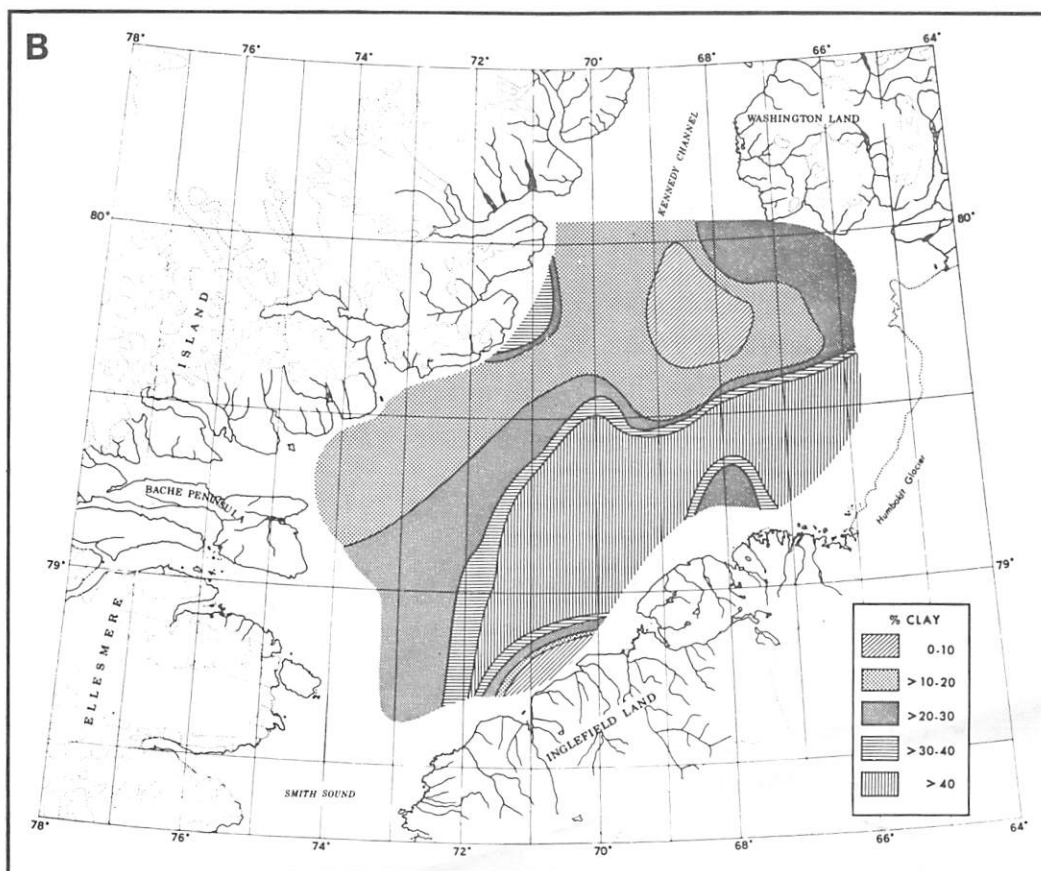 B
78°
76°
74°
72°
70°
68°
66°
64°
WASHINGTON LAND
KENNEDY CHANNEL
80°
80°
ISLAND
BACHE PENINSULA
Humboldt Glacier
79°
79°
ELLESMERE
INGLEFIELD LAND
SMITH SOUND
% CLAY
0-10
>10-20
>20-30
>30-40
>40
78°
76°
74°
72°
70°
68°
66°
64°